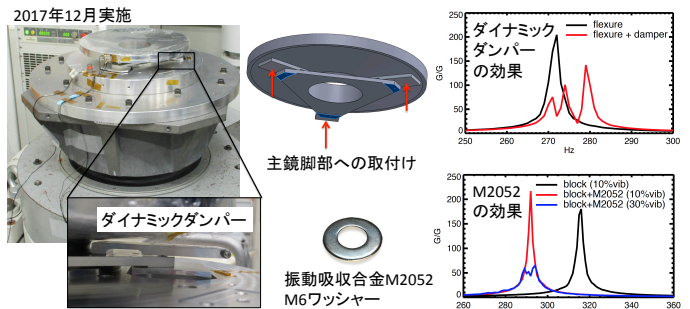 2017年12月実施
ダイナミックダンパー
主鏡脚部への取付け
振動吸収合金M2052
M6ワッシャー
ダイナミック
ダンパー
の効果
flexure
flexure + damper
G/G
250
200
150
100
50
0
250
260
270
280
290
300
Hz
M2052
の効果
block (10%vib)
block+M2052 (10%vib)
block+M2052 (30%vib)
G/G
250
200
150
100
50
0
260
280
300
320
340
360